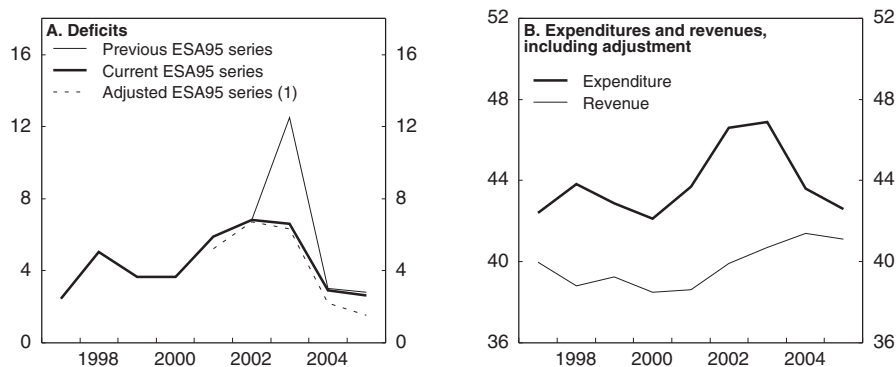 A. Deficits
Previous ESA95 series
Current ESA95 series
Adjusted ESA95 series (1)
16 16
12 12
8 8
4 4
0 0
1998 2000 2002 2004
B. Expenditures and revenues,
including adjustment
Expenditure
Revenue
52 52
48 48
44 44
40 40
36 36
1998 2000 2002 2004